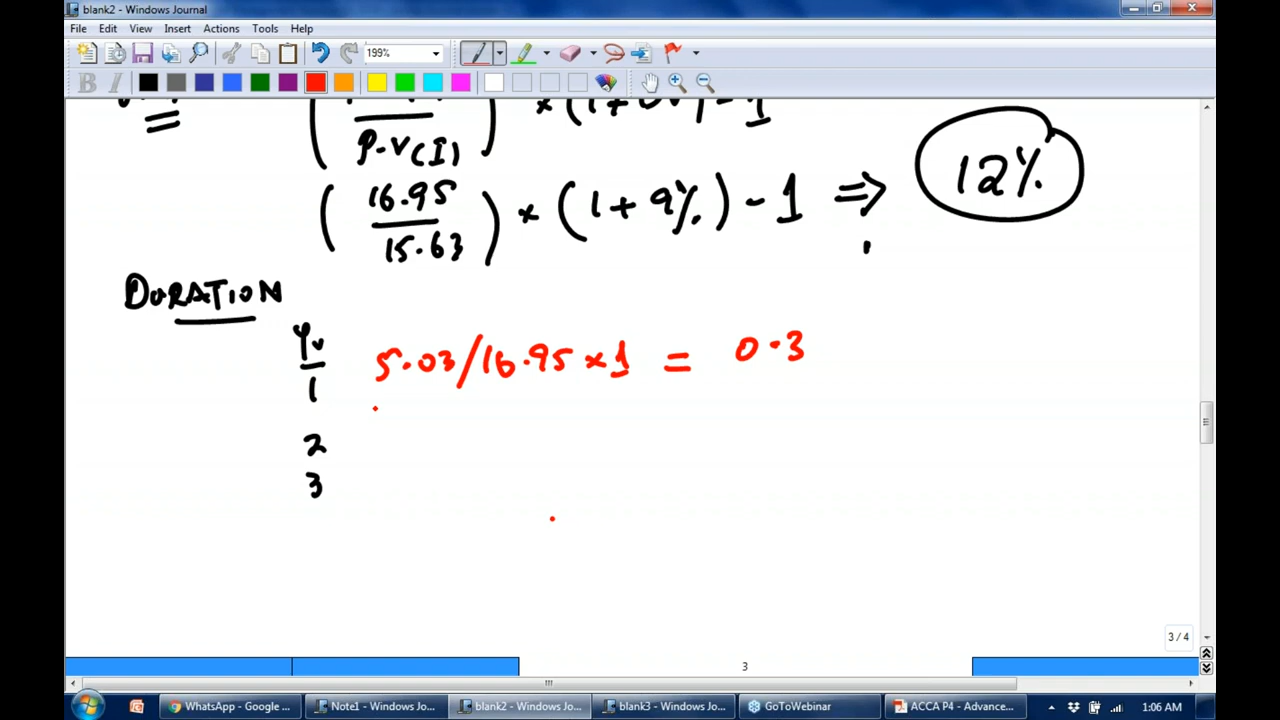 blank2 - Windows Journal
File Edit View Insert Actions Tools Help
199%
B I
P.V(I)
(16.95 / 15.63) × (1 + 9%) - 1 ⇒ 12%
DURATION
Yr
1 5.03/16.95 × 1 = 0.3
2
3
3 / 4
3
WhatsApp - Google ... Note1 - Windows Jo... blank2 - Windows Jo... blank3 - Windows Jo... GoToWebinar ACCA P4 - Advance... 1:06 AM